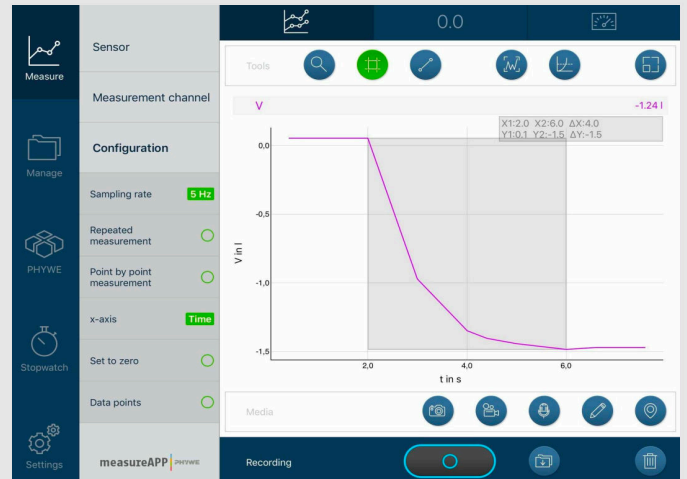 0.0
Measure
Manage
PHYWE
Stopwatch
Settings
Sensor
Measurement channel
Configuration
Sampling rate 5 Hz
Repeated
measurement
Point by point
measurement
x-axis Time
Set to zero
Data points
measureAPP PHYWE
Tools
V -1.24 l
X1:2.0 X2:6.0 ΔX:4.0
Y1:0.1 Y2:-1.5 ΔY:-1.5
0,0
-0,5
-1,0
-1,5
V in l
2,0 4,0 6,0
t in s
Media
Recording